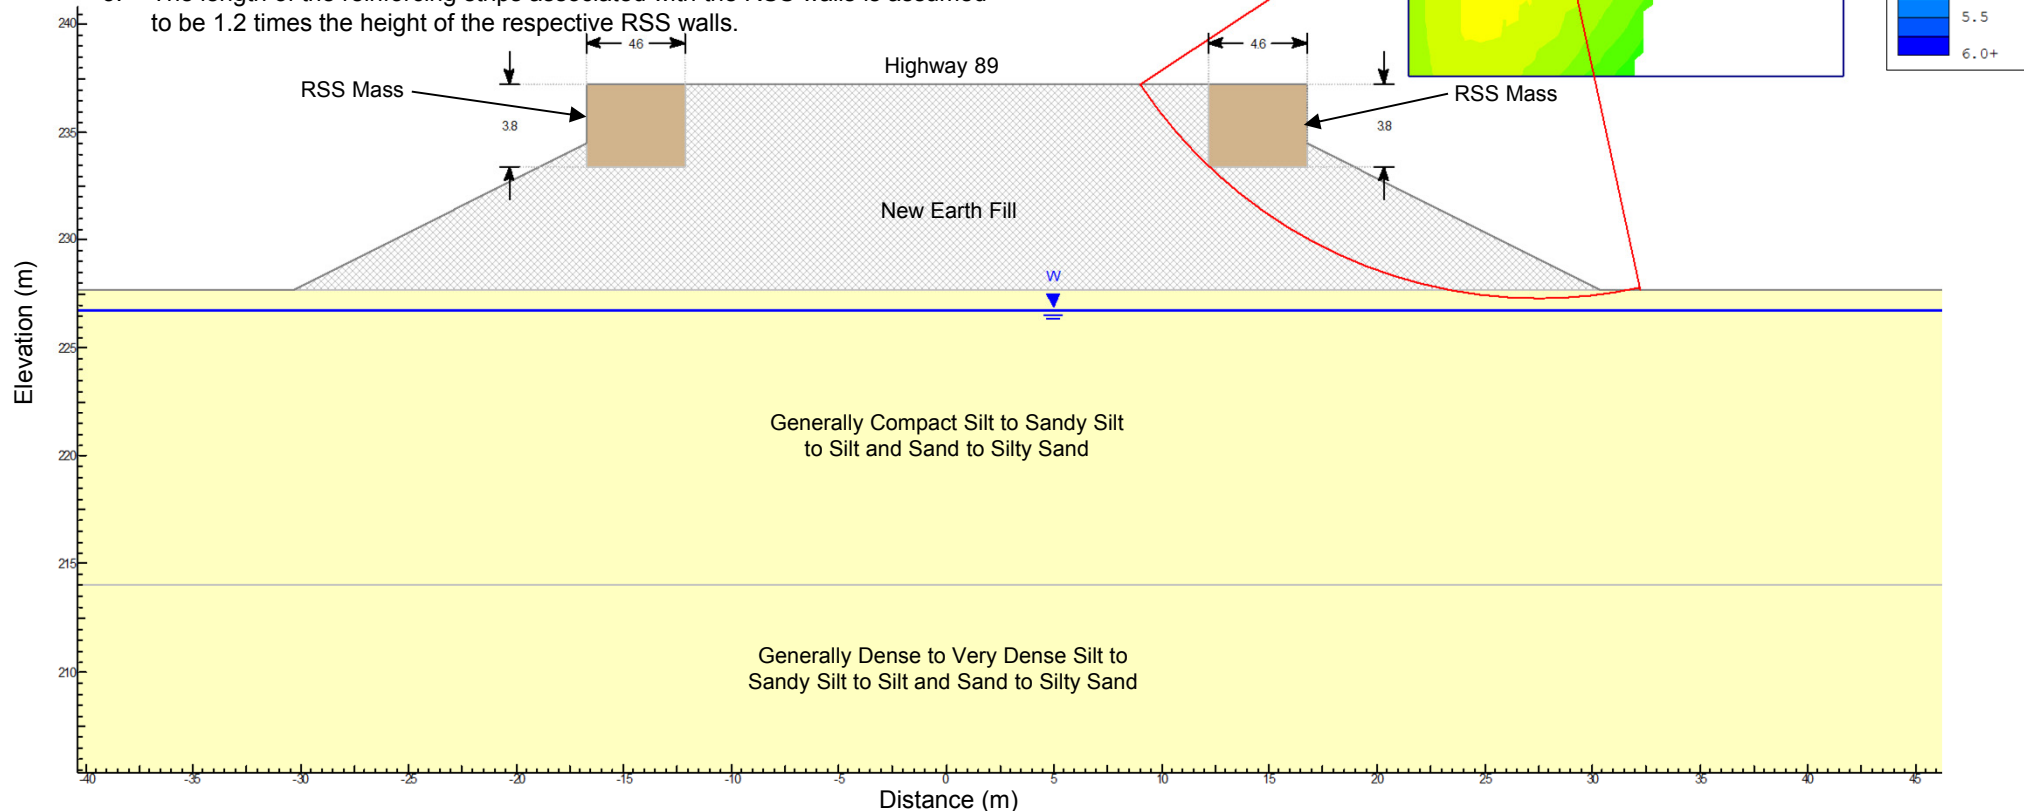 to be 1.2 times the height of the respective RSS walls.
240
4.6
4.6
5.5
6.0+
Highway 89
RSS Mass
RSS Mass
3.8
3.8
235
New Earth Fill
230
W
225
Generally Compact Silt to Sandy Silt
to Silt and Sand to Silty Sand
220
215
Generally Dense to Very Dense Silt to
Sandy Silt to Silt and Sand to Silty Sand
210
Elevation (m)
-40 -35 -30 -25 -20 -15 -10 -5 0 5 10 15 20 25 30 35 40 45
Distance (m)